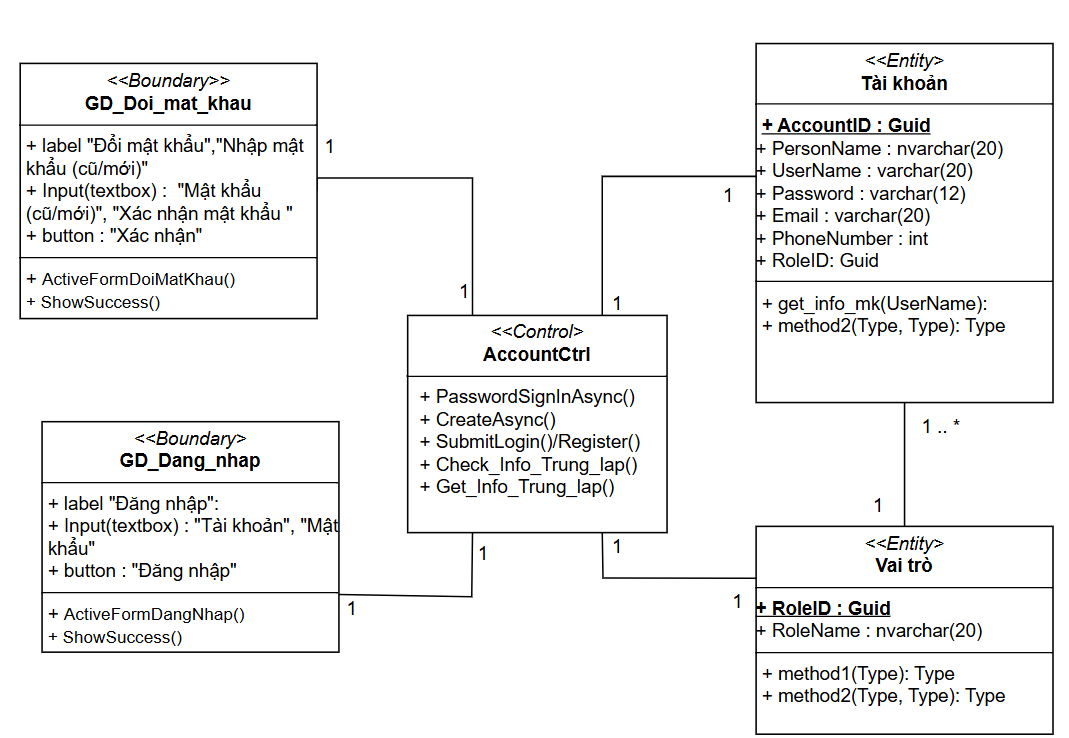 <<Boundary>>
GD_Doi_mat_khau
+ label "Đổi mật khẩu","Nhập mật
khẩu (cũ/mới)"
+ Input(textbox) : "Mật khẩu
(cũ/mới)", "Xác nhận mật khẩu "
+ button : "Xác nhận"
+ ActiveFormDoiMatKhau()
+ ShowSuccess()
1
1
<<Entity>
Tài khoản
+ AccountID : Guid
+ PersonName : nvarchar(20)
+ UserName : varchar(20)
+ Password : varchar(12)
+ Email : varchar(20)
+ PhoneNumber : int
+ RoleID: Guid
+ get_info_mk(UserName):
+ method2(Type, Type): Type
1
1
<<Control>
AccountCtrl
+ PasswordSignInAsync()
+ CreateAsync()
+ SubmitLogin()/Register()
+ Check_Info_Trung_lap()
+ Get_Info_Trung_lap()
1 .. *
1
<<Boundary>
GD_Dang_nhap
+ label "Đăng nhập":
+ Input(textbox) : "Tài khoản", "Mật
khẩu"
+ button : "Đăng nhập"
+ ActiveFormDangNhap()
+ ShowSuccess()
1
1
1
1
<<Entity>
Vai trò
+ RoleID : Guid
+ RoleName : nvarchar(20)
+ method1(Type): Type
+ method2(Type, Type): Type